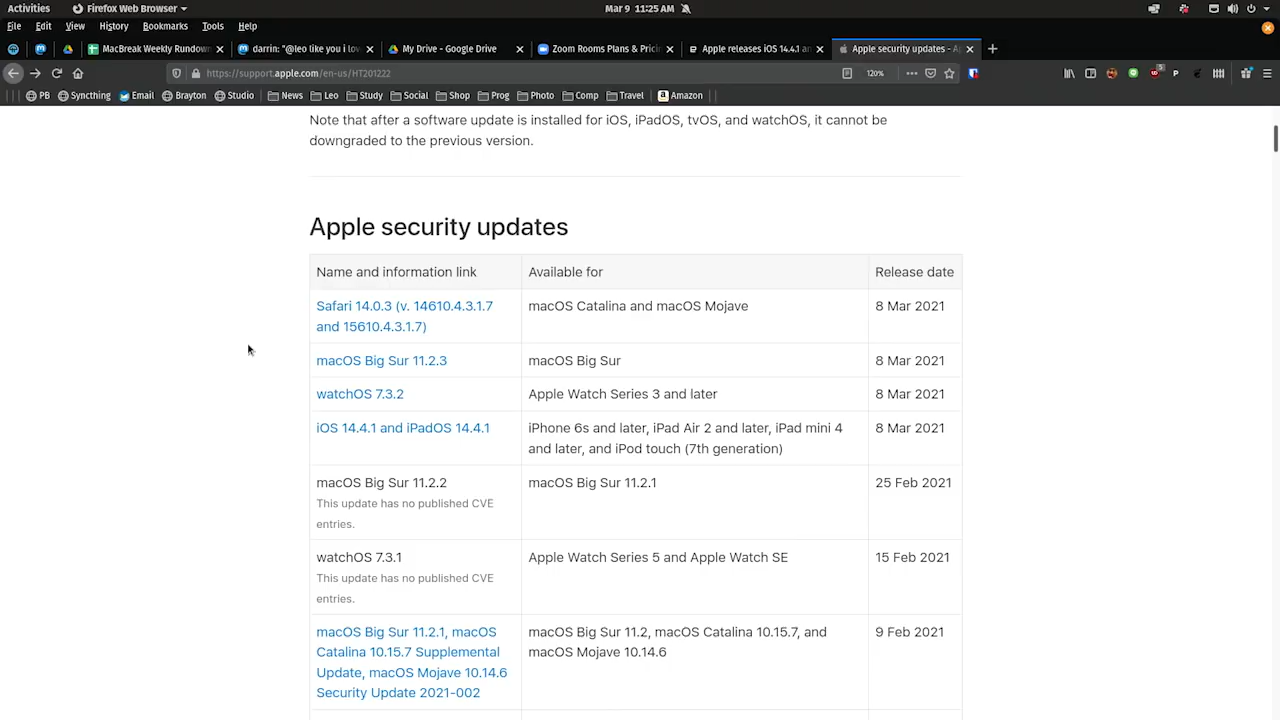 Activities Firefox Web Browser Mar 9 11:25 AM
File Edit View History Bookmarks Tools Help
MacBreak Weekly Rundown darrin: "@leo like you i lov My Drive - Google Drive Zoom Rooms Plans & Pricin Apple releases iOS 14.4.1 an Apple security updates - Ap
https://support.apple.com/en-us/HT201222 120%
PB Syncthing Email Brayton Studio News Leo Study Social Shop Prog Photo Comp Travel Amazon
Note that after a software update is installed for iOS, iPadOS, tvOS, and watchOS, it cannot be
downgraded to the previous version.
Apple security updates
Name and information link Available for Release date
Safari 14.0.3 (v. 14610.4.3.1.7 macOS Catalina and macOS Mojave 8 Mar 2021
and 15610.4.3.1.7)
macOS Big Sur 11.2.3 macOS Big Sur 8 Mar 2021
watchOS 7.3.2 Apple Watch Series 3 and later 8 Mar 2021
iOS 14.4.1 and iPadOS 14.4.1 iPhone 6s and later, iPad Air 2 and later, iPad mini 4 8 Mar 2021
and later, and iPod touch (7th generation)
macOS Big Sur 11.2.2 macOS Big Sur 11.2.1 25 Feb 2021
This update has no published CVE
entries.
watchOS 7.3.1 Apple Watch Series 5 and Apple Watch SE 15 Feb 2021
This update has no published CVE
entries.
macOS Big Sur 11.2.1, macOS macOS Big Sur 11.2, macOS Catalina 10.15.7, and 9 Feb 2021
Catalina 10.15.7 Supplemental macOS Mojave 10.14.6
Update, macOS Mojave 10.14.6
Security Update 2021-002